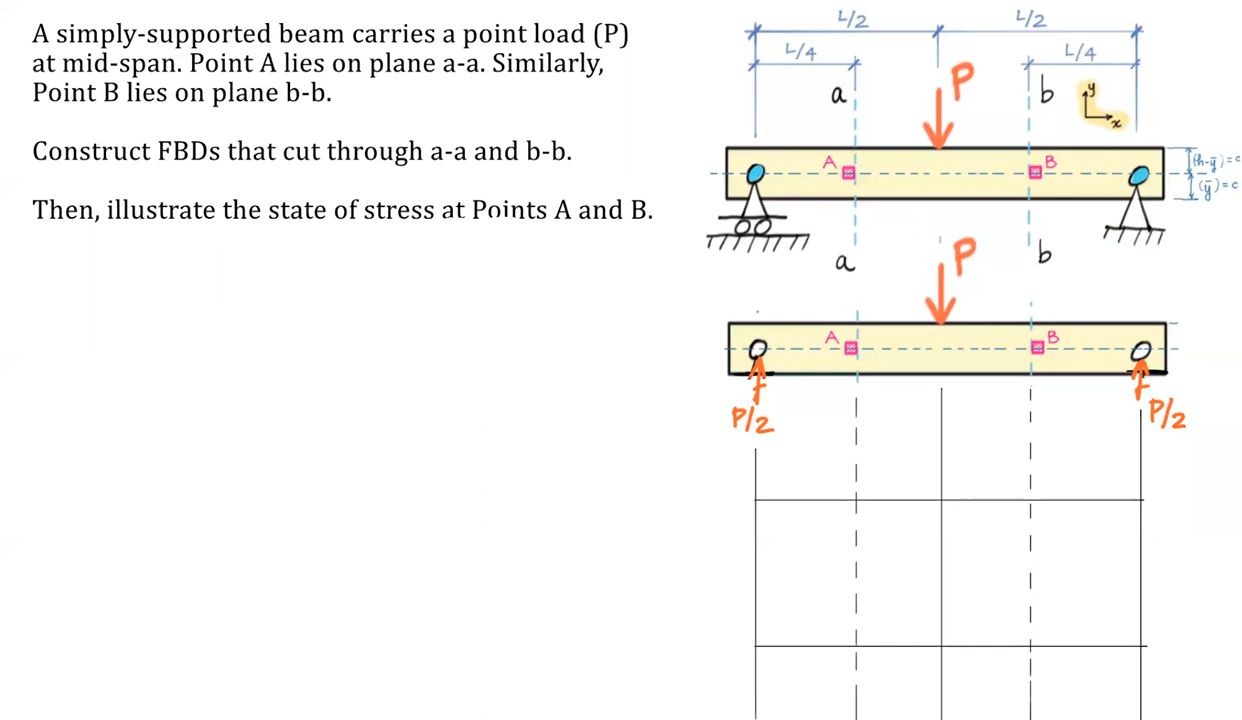 A simply-supported beam carries a point load (P)
at mid-span. Point A lies on plane a-a. Similarly,
Point B lies on plane b-b.
Construct FBDs that cut through a-a and b-b.
Then, illustrate the state of stress at Points A and B.
L/2 L/2
L/4 L/4
P
a b
y
x
A B
(h-ȳ)=c
(ȳ)=c
a b
P
A B
P/2 P/2